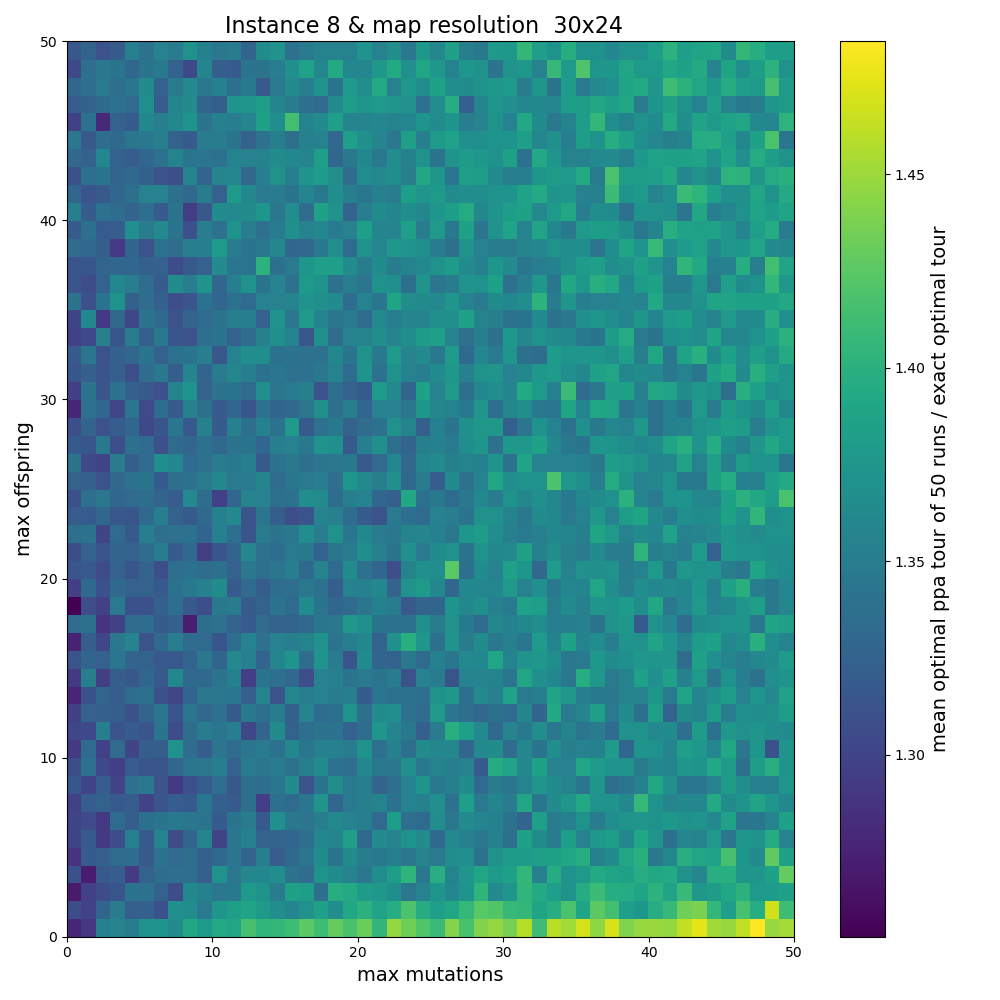 Instance 8 & map resolution  30x24
50
40
30
20
10
0
max offspring
0 10 20 30 40 50
max mutations
1.45
1.40
1.35
1.30
mean optimal ppa tour of 50 runs / exact optimal tour